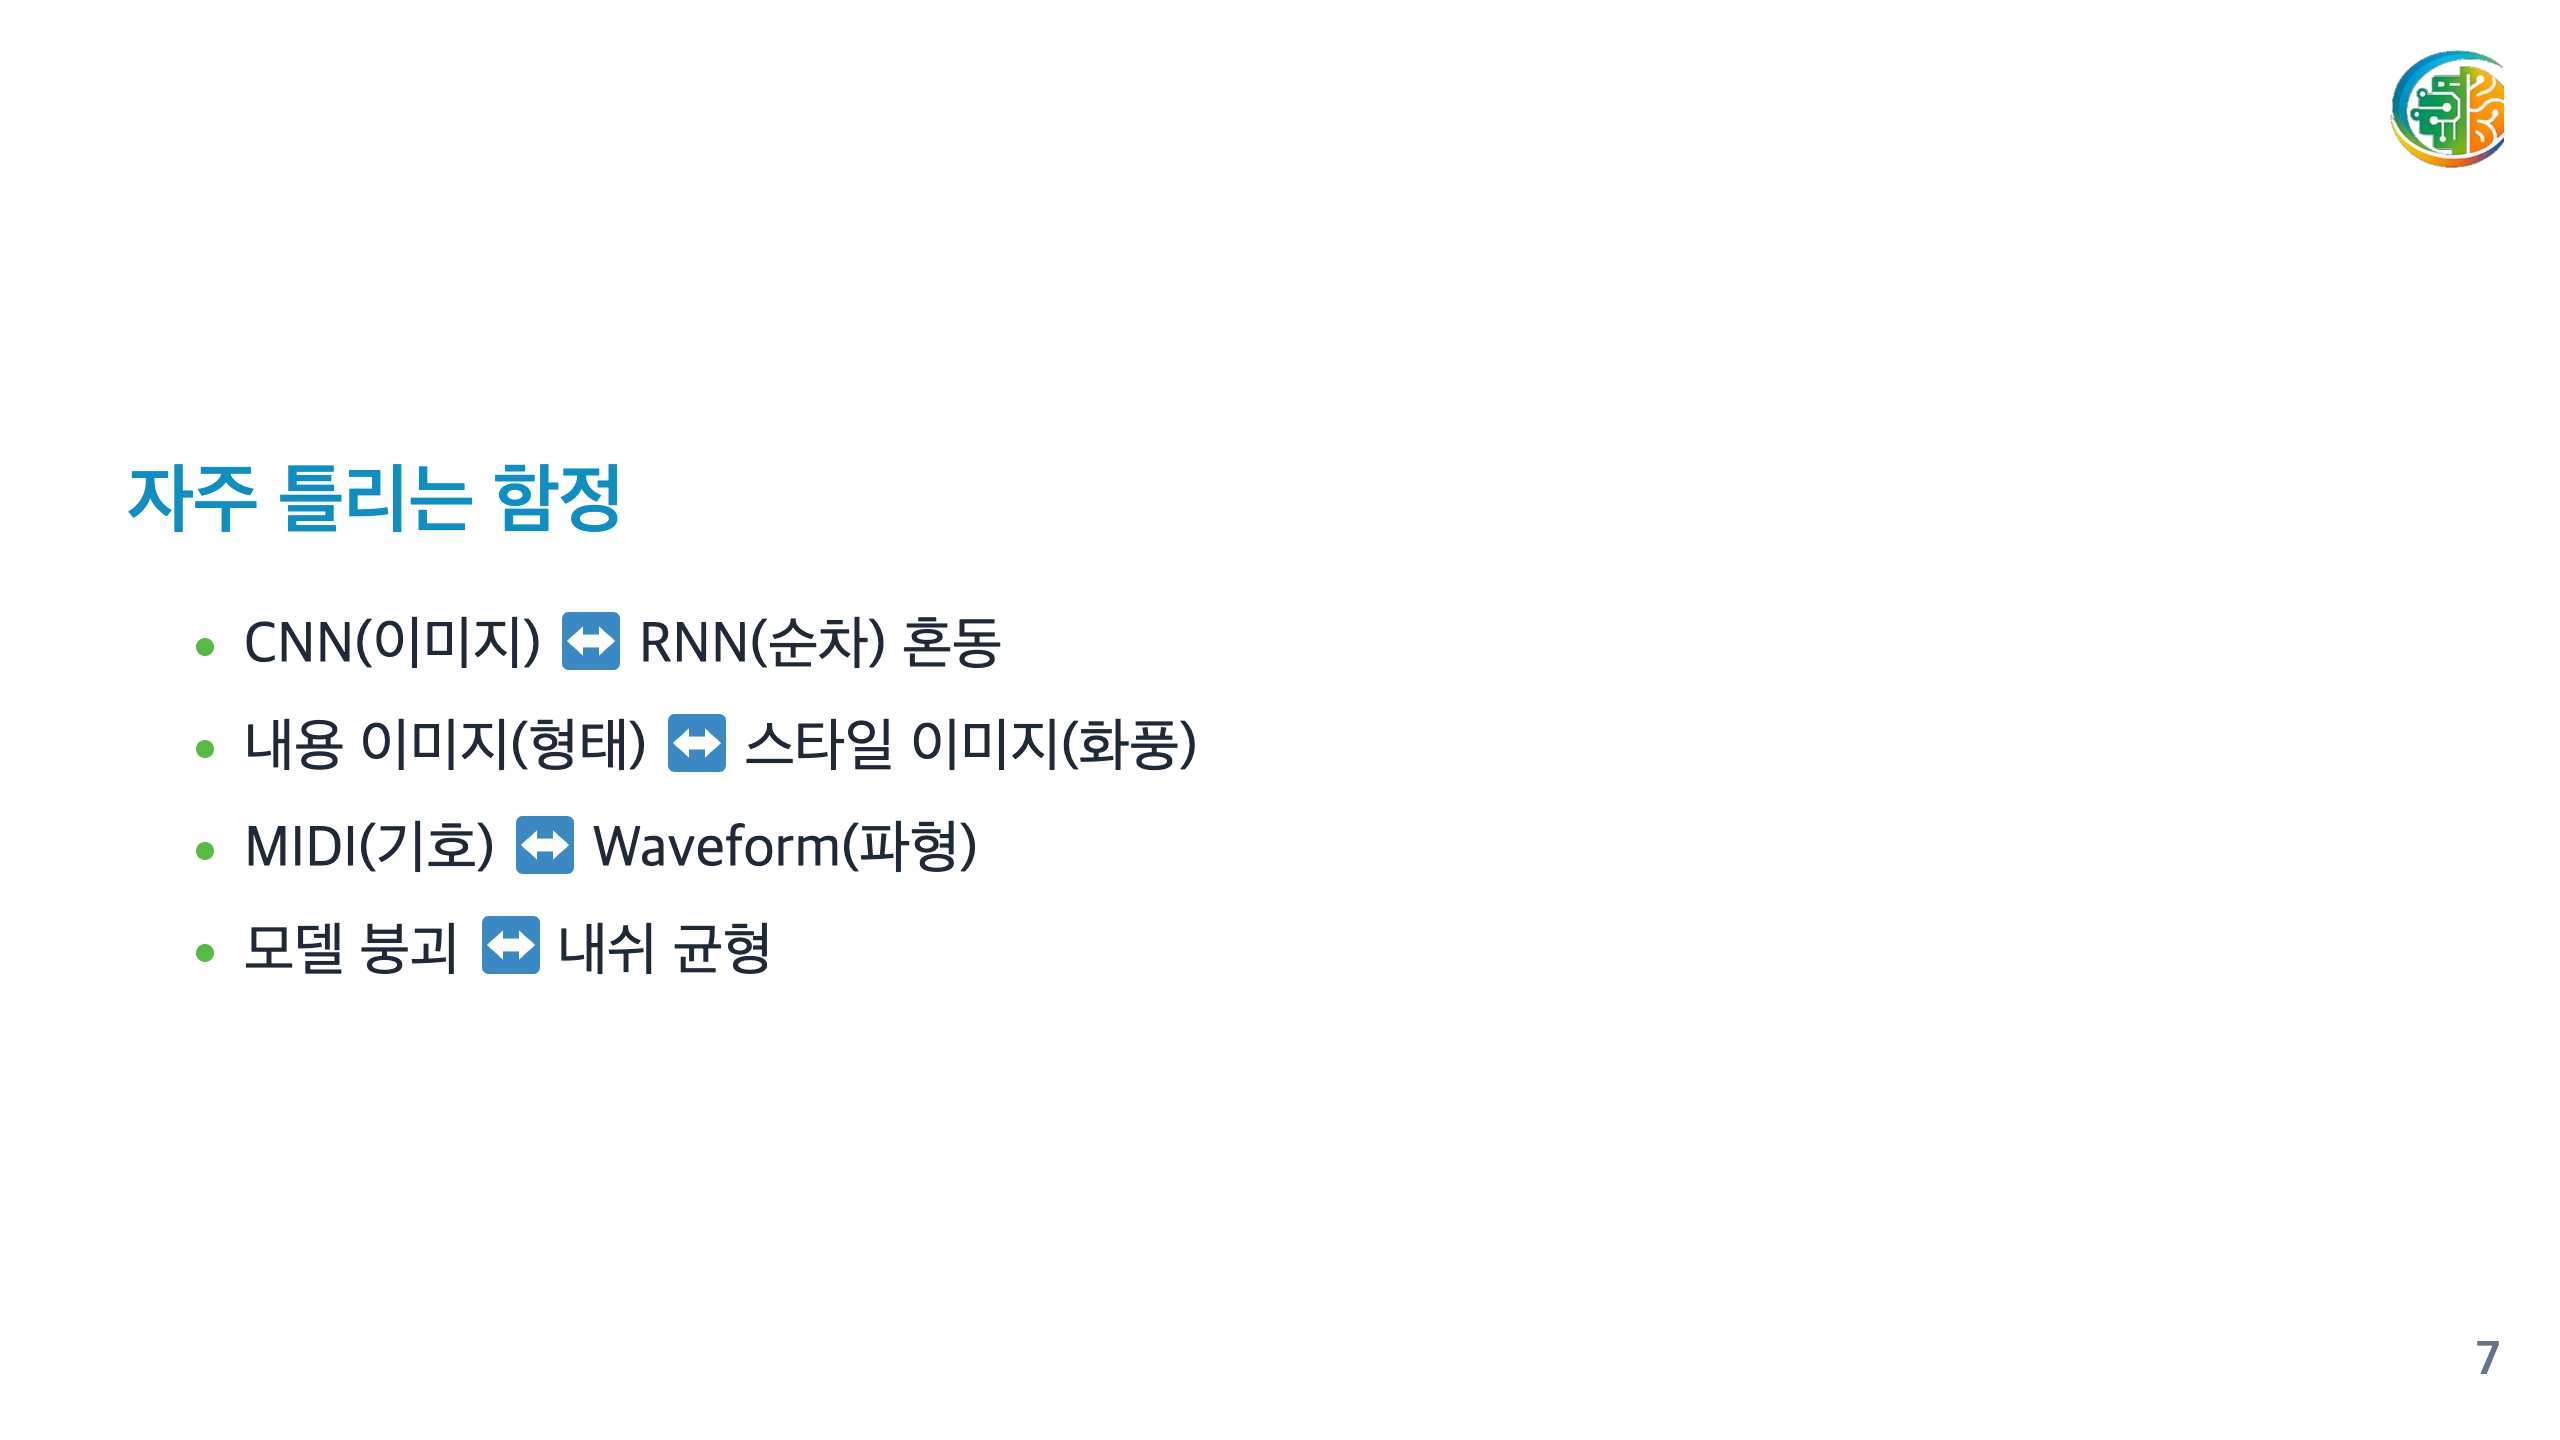 자주 틀리는 함정
• CNN(이미지) ↔️ RNN(순차) 혼동
• 내용 이미지(형태) ↔️ 스타일 이미지(화풍)
• MIDI(기호) ↔️ Waveform(파형)
• 모델 붕괴 ↔️ 내쉬 균형
7